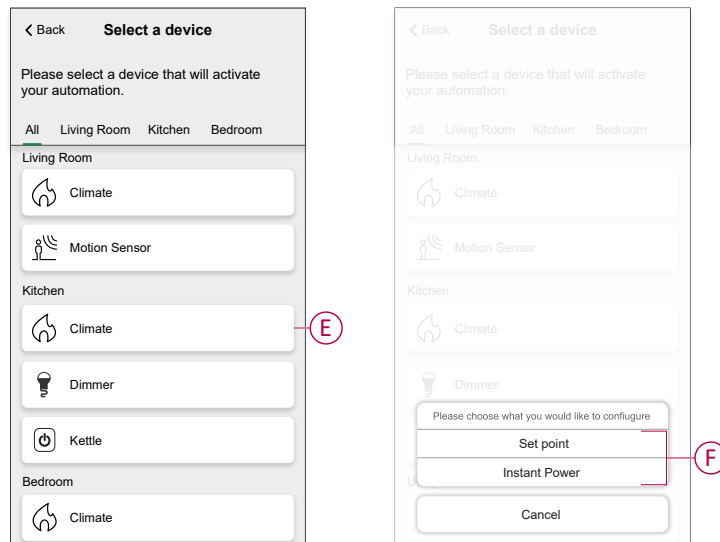 Back Select a device
Please select a device that will activate
your automation.
All Living Room Kitchen Bedroom
Living Room
Climate
Motion Sensor
Kitchen
Climate
E
Dimmer
Kettle
Bedroom
Climate
Back Select a device
Please select a device that will activate
your automation.
All Living Room Kitchen Bedroom
Living Room
Climate
Motion Sensor
Kitchen
Climate
Dimmer
Please choose what you would like to confiugure
Set point
F
Instant Power
Cancel